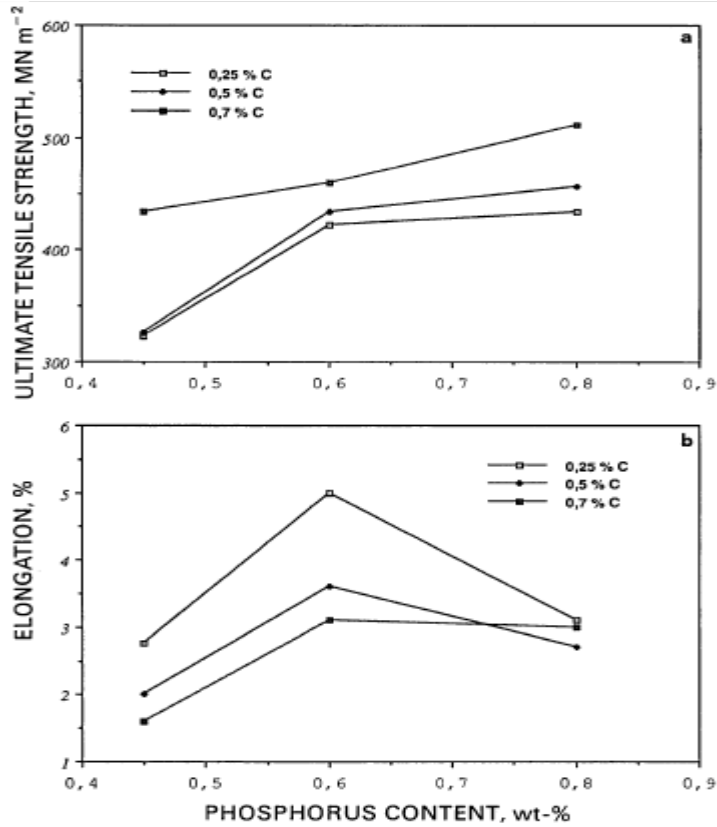 ULTIMATE TENSILE STRENGTH, MN m⁻²
600
500
400
300
a
0,25 % C
0,5 % C
0,7 % C
0,4 0,5 0,6 0,7 0,8 0,9
ELONGATION, %
6
5
4
3
2
1
b
0,25 % C
0,5 % C
0,7 % C
0,4 0,5 0,6 0,7 0,8 0,9
PHOSPHORUS CONTENT, wt-%